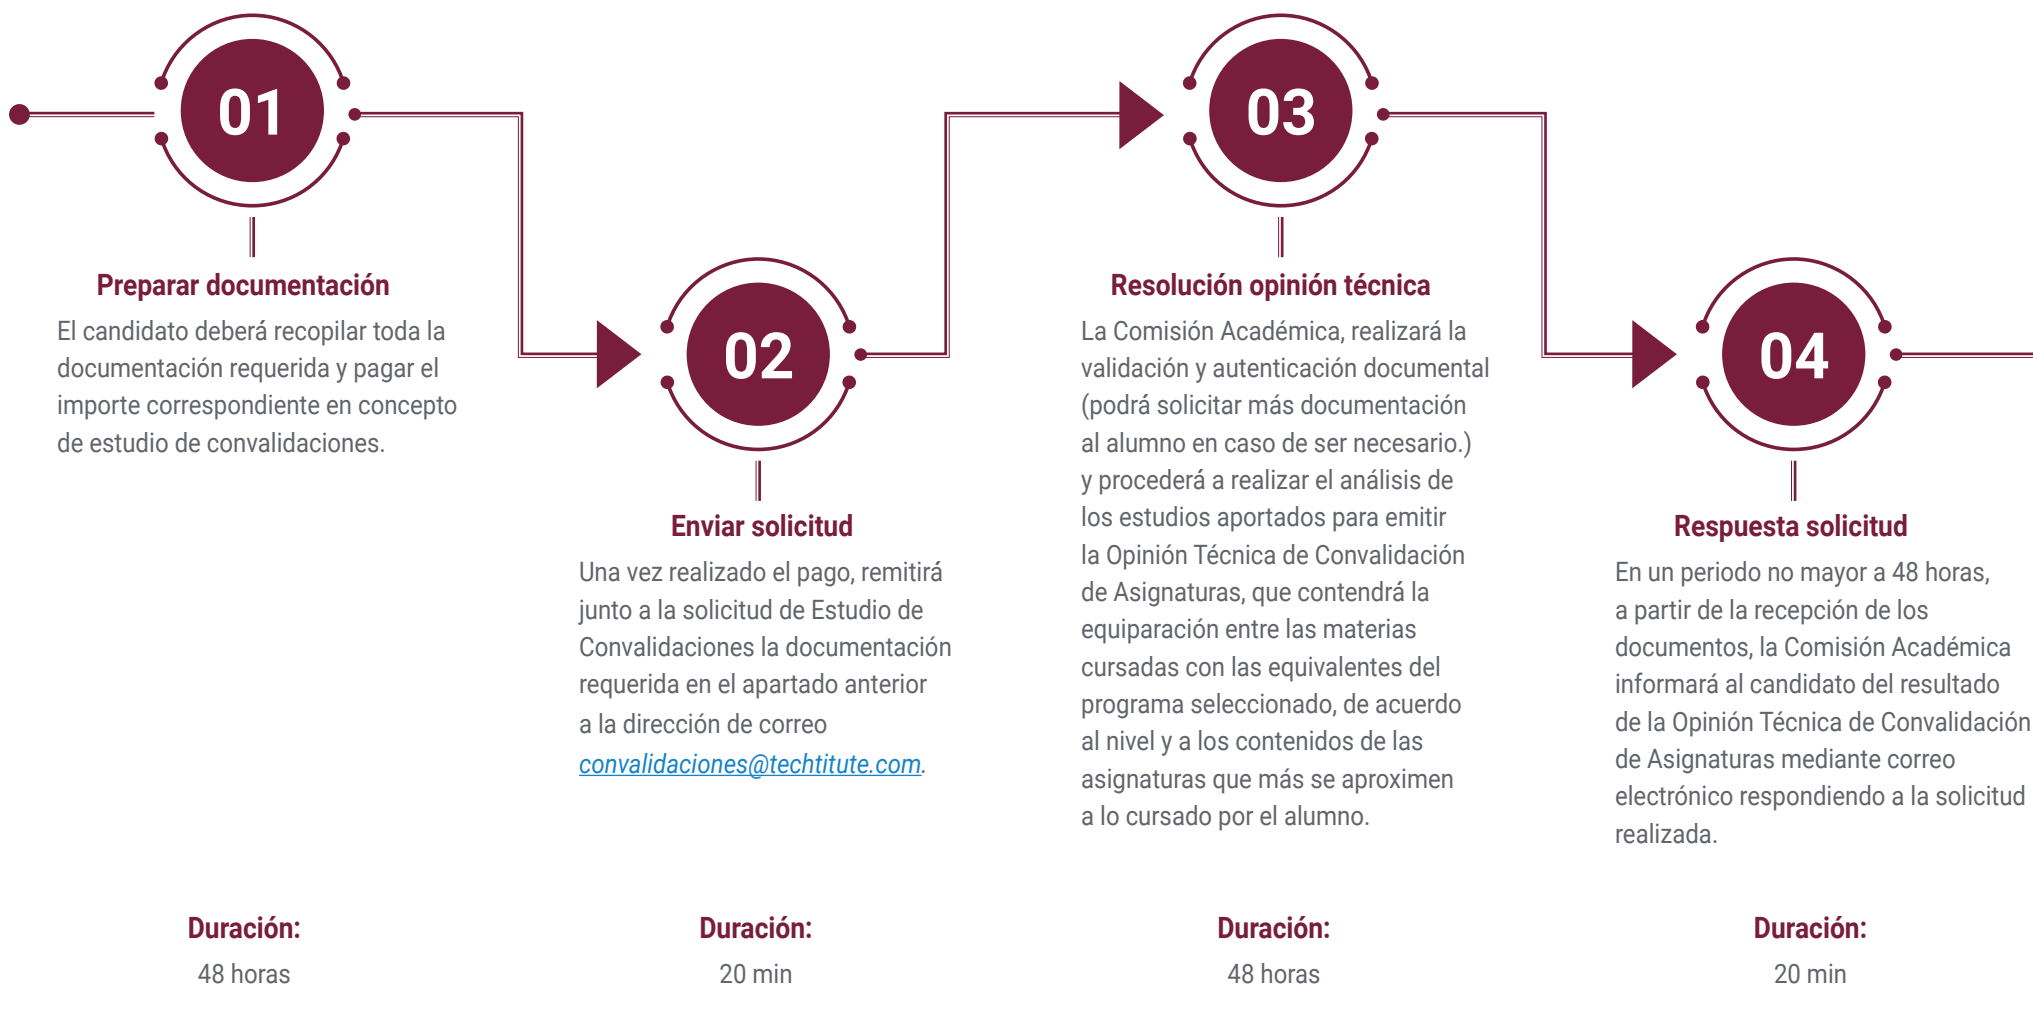 01
Preparar documentación
El candidato deberá recopilar toda la
documentación requerida y pagar el
importe correspondiente en concepto
de estudio de convalidaciones.
Duración:
48 horas
02
Enviar solicitud
Una vez realizado el pago, remitirá
junto a la solicitud de Estudio de
Convalidaciones la documentación
requerida en el apartado anterior
a la dirección de correo
convalidaciones@techtitute.com.
Duración:
20 min
03
Resolución opinión técnica
La Comisión Académica, realizará la
validación y autenticación documental
(podrá solicitar más documentación
al alumno en caso de ser necesario.)
y procederá a realizar el análisis de
los estudios aportados para emitir
la Opinión Técnica de Convalidación
de Asignaturas, que contendrá la
equiparación entre las materias
cursadas con las equivalentes del
programa seleccionado, de acuerdo
al nivel y a los contenidos de las
asignaturas que más se aproximen
a lo cursado por el alumno.
Duración:
48 horas
04
Respuesta solicitud
En un periodo no mayor a 48 horas,
a partir de la recepción de los
documentos, la Comisión Académica
informará al candidato del resultado
de la Opinión Técnica de Convalidación
de Asignaturas mediante correo
electrónico respondiendo a la solicitud
realizada.
Duración:
20 min